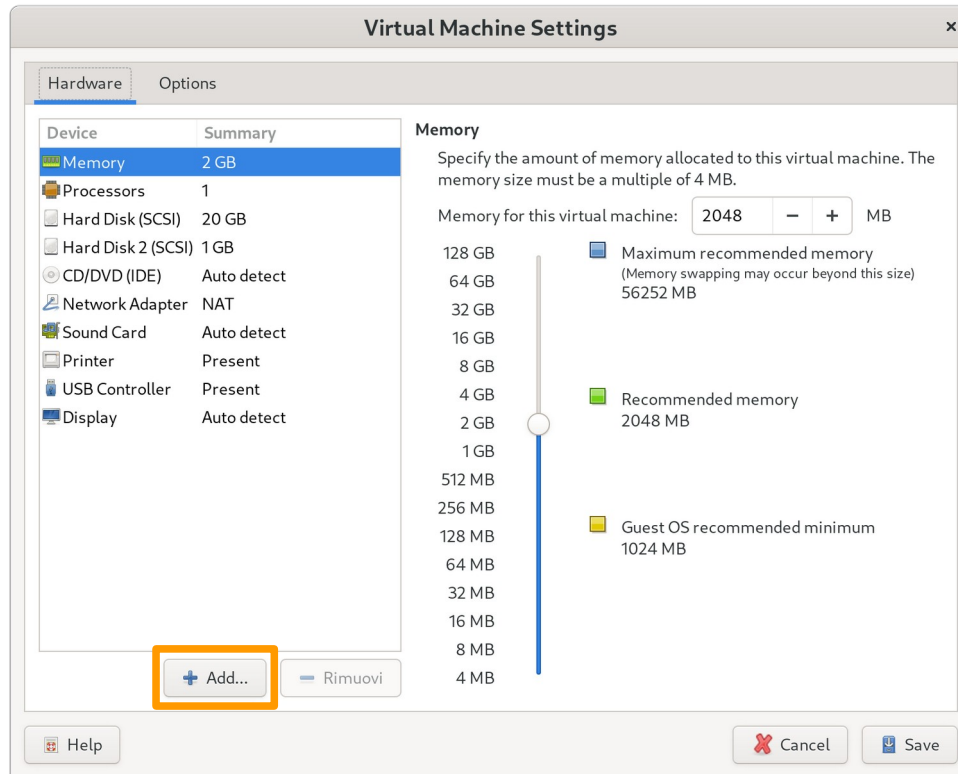 Virtual Machine Settings
Hardware Options
Device Summary
Memory 2 GB
Processors 1
Hard Disk (SCSI) 20 GB
Hard Disk 2 (SCSI) 1 GB
CD/DVD (IDE) Auto detect
Network Adapter NAT
Sound Card Auto detect
Printer Present
USB Controller Present
Display Auto detect
Add...
Rimuovi
Memory
Specify the amount of memory allocated to this virtual machine. The
memory size must be a multiple of 4 MB.
Memory for this virtual machine: 2048 − + MB
128 GB
64 GB
32 GB
16 GB
8 GB
4 GB
2 GB
1 GB
512 MB
256 MB
128 MB
64 MB
32 MB
16 MB
8 MB
4 MB
Maximum recommended memory
(Memory swapping may occur beyond this size)
56252 MB
Recommended memory
2048 MB
Guest OS recommended minimum
1024 MB
Help
Cancel
Save